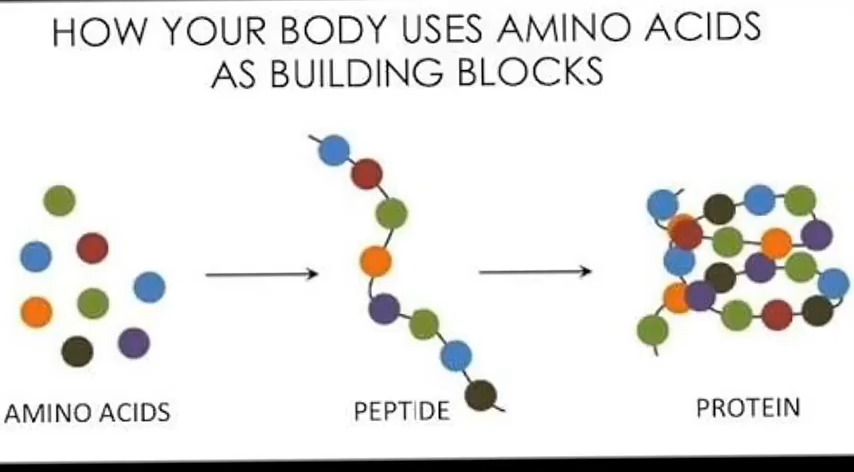 HOW YOUR BODY USES AMINO ACIDS
AS BUILDING BLOCKS
AMINO ACIDS
PEPTIDE
PROTEIN